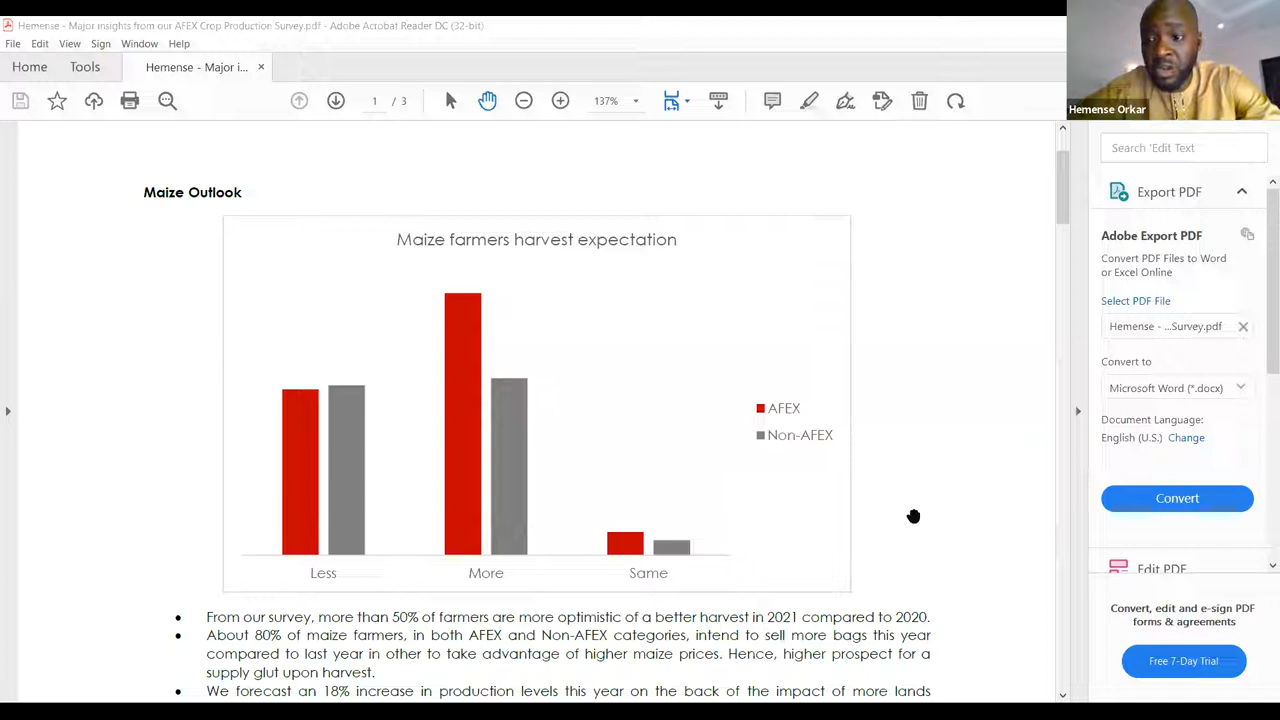 Hemense - Major insights from our AFEX Crop Production Survey.pdf - Adobe Acrobat Reader DC (32-bit)
File Edit View Sign Window Help
Home Tools Hemense - Major i... ×
1 / 3 137%
Hemense Orkar
Maize Outlook
Maize farmers harvest expectation
AFEX
Non-AFEX
Less More Same
• From our survey, more than 50% of farmers are more optimistic of a better harvest in 2021 compared to 2020.
• About 80% of maize farmers, in both AFEX and Non-AFEX categories, intend to sell more bags this year
compared to last year in other to take advantage of higher maize prices. Hence, higher prospect for a
supply glut upon harvest.
• We forecast an 18% increase in production levels this year on the back of the impact of more lands
Search 'Edit Text
Export PDF
Adobe Export PDF
Convert PDF Files to Word
or Excel Online
Select PDF File
Hemense - ...Survey.pdf
Convert to
Microsoft Word (*.docx)
Document Language:
English (U.S.) Change
Convert
Edit PDF
Convert, edit and e-sign PDF
forms & agreements
Free 7-Day Trial